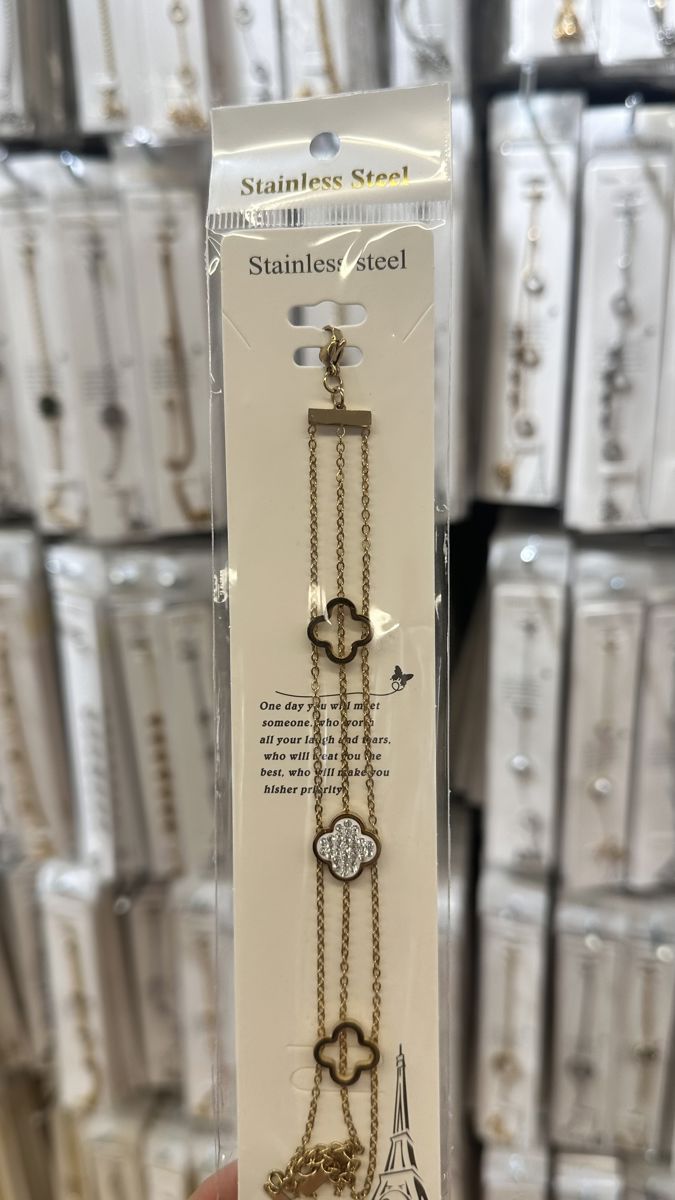 Stainless Steel
Stainless steel
One day you will meet
someone, who worth
all your laugh and tears,
who will treat you the
best, who will make you
hisher priority.